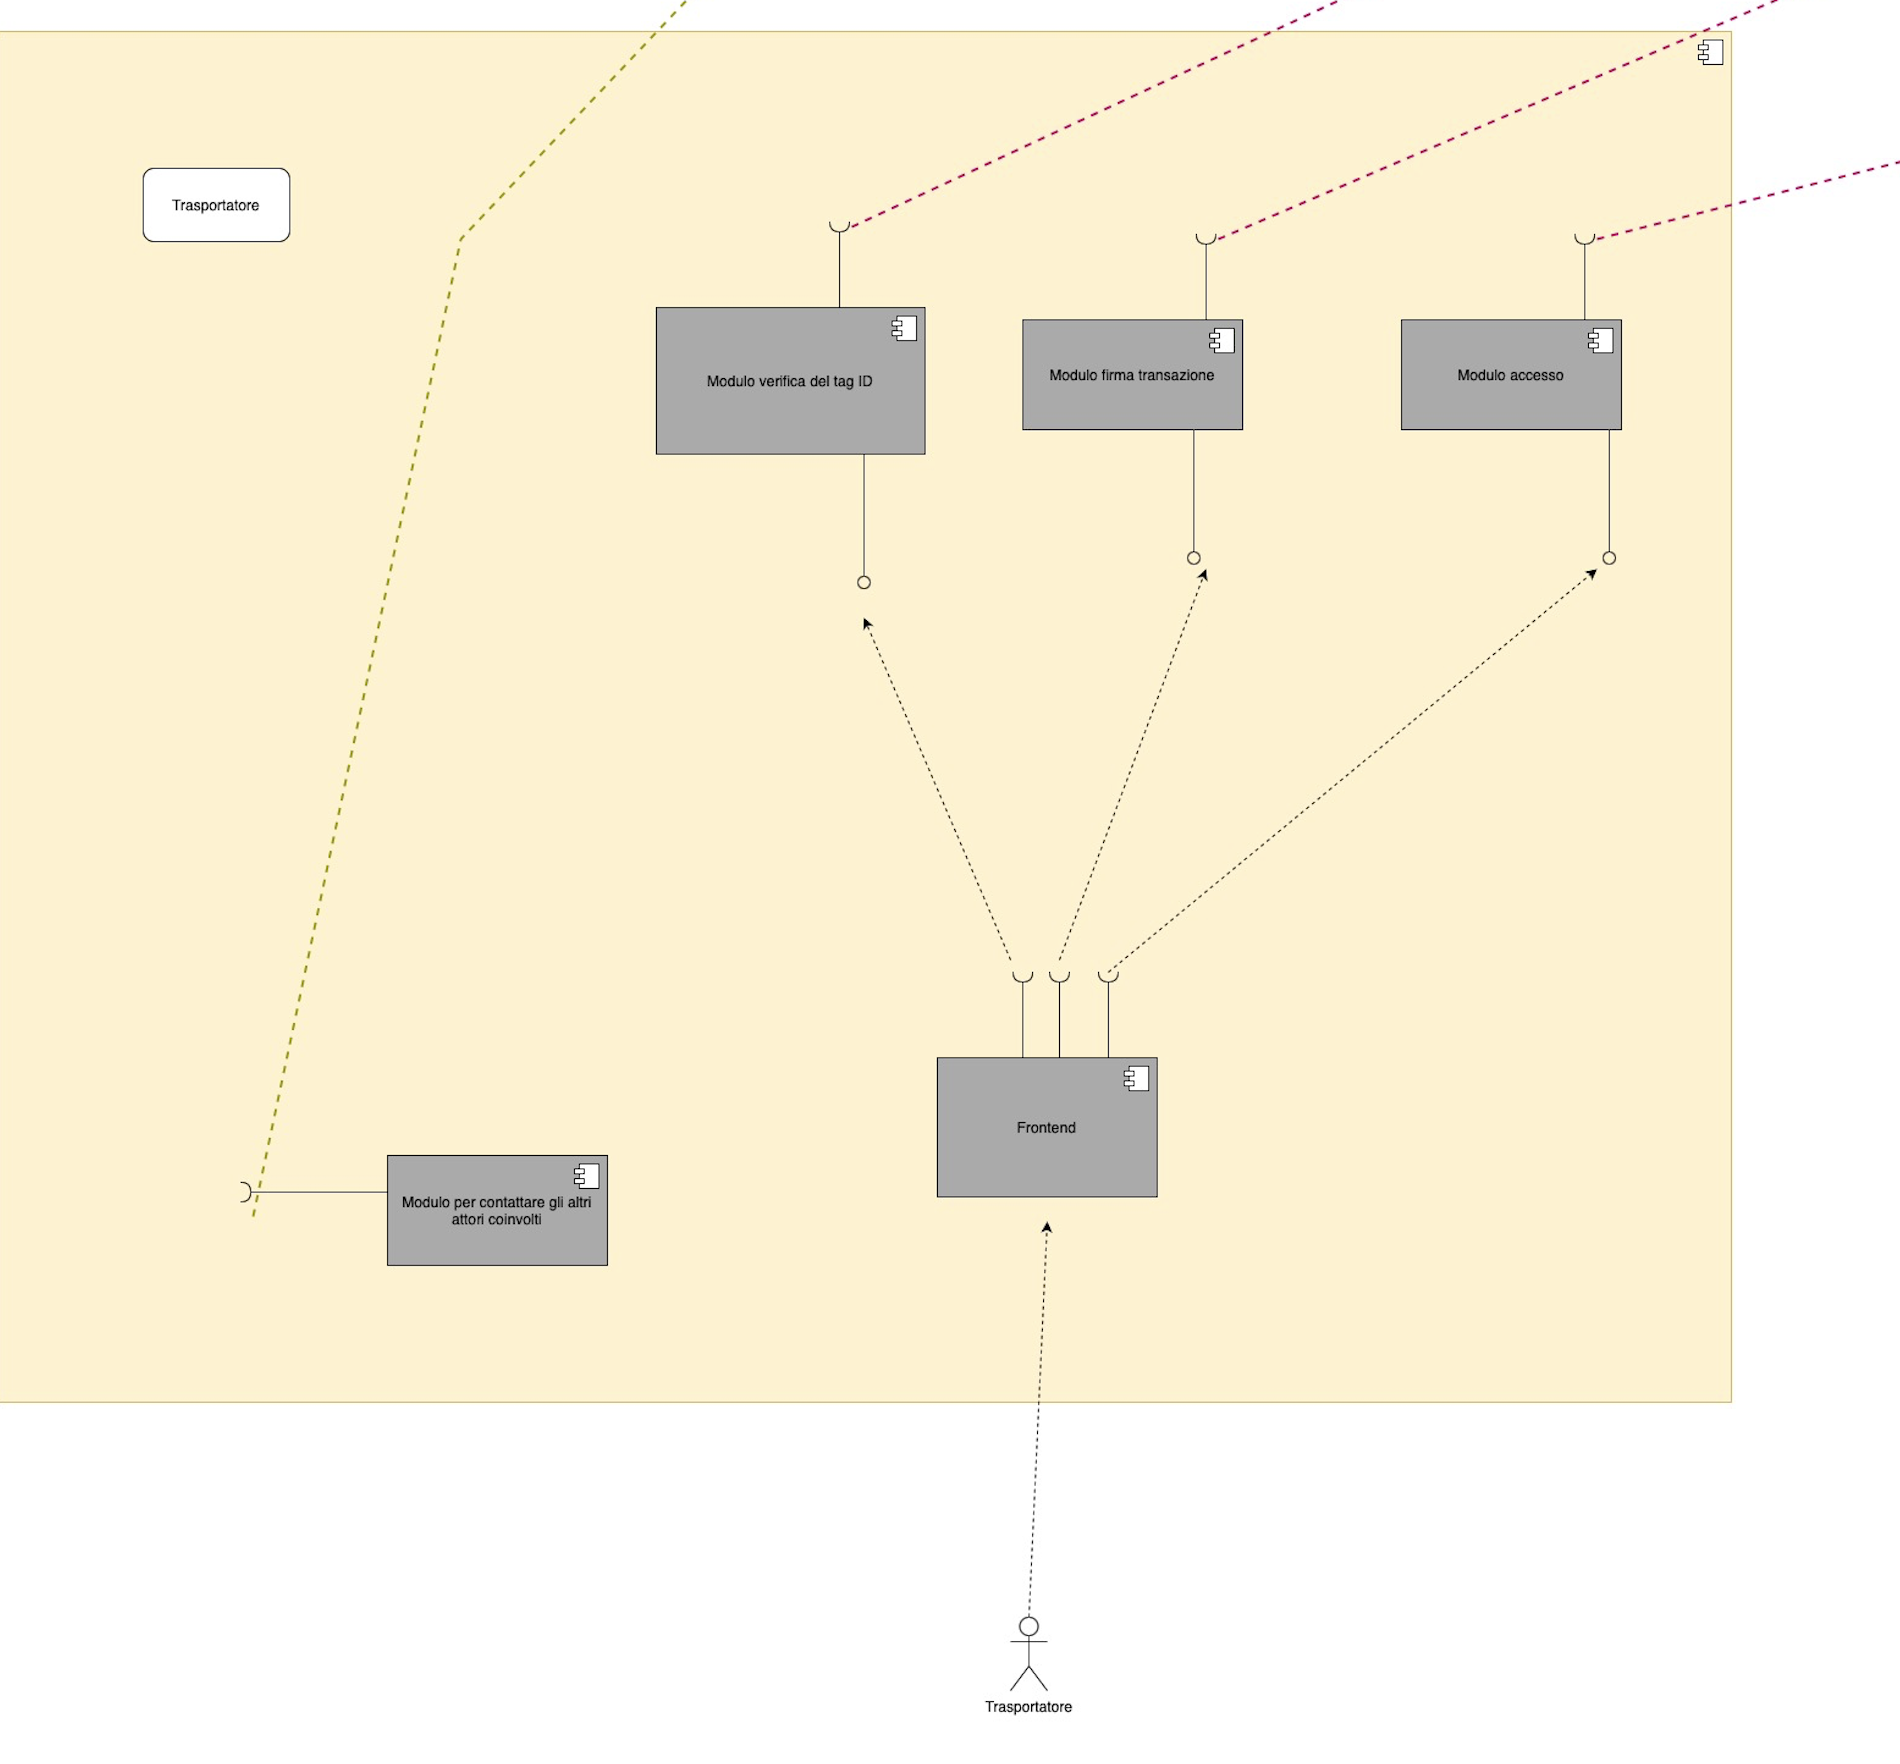 Trasportatore
Modulo verifica del tag ID
Modulo firma transazione
Modulo accesso
Frontend
Modulo per contattare gli altri
attori coinvolti
Trasportatore